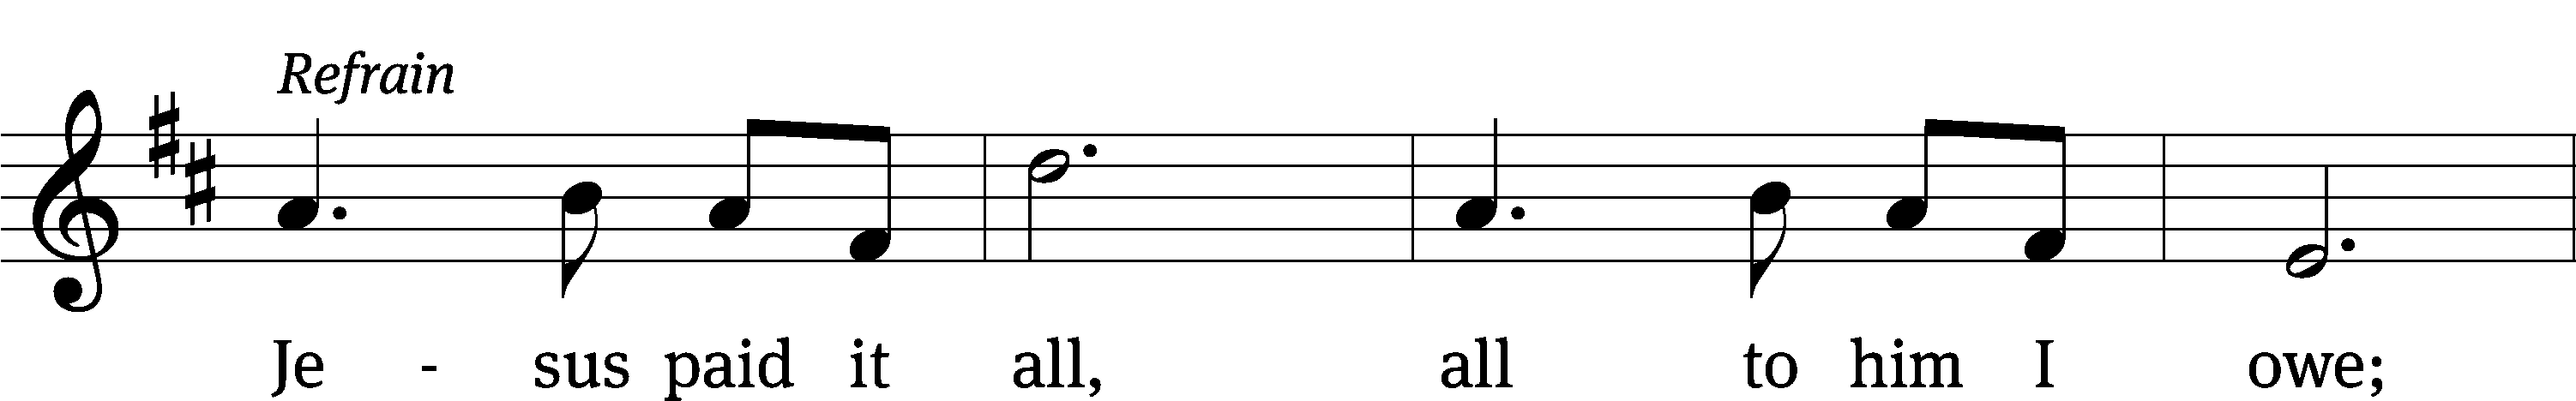 Refrain
Je - sus paid it all, all to him I owe;